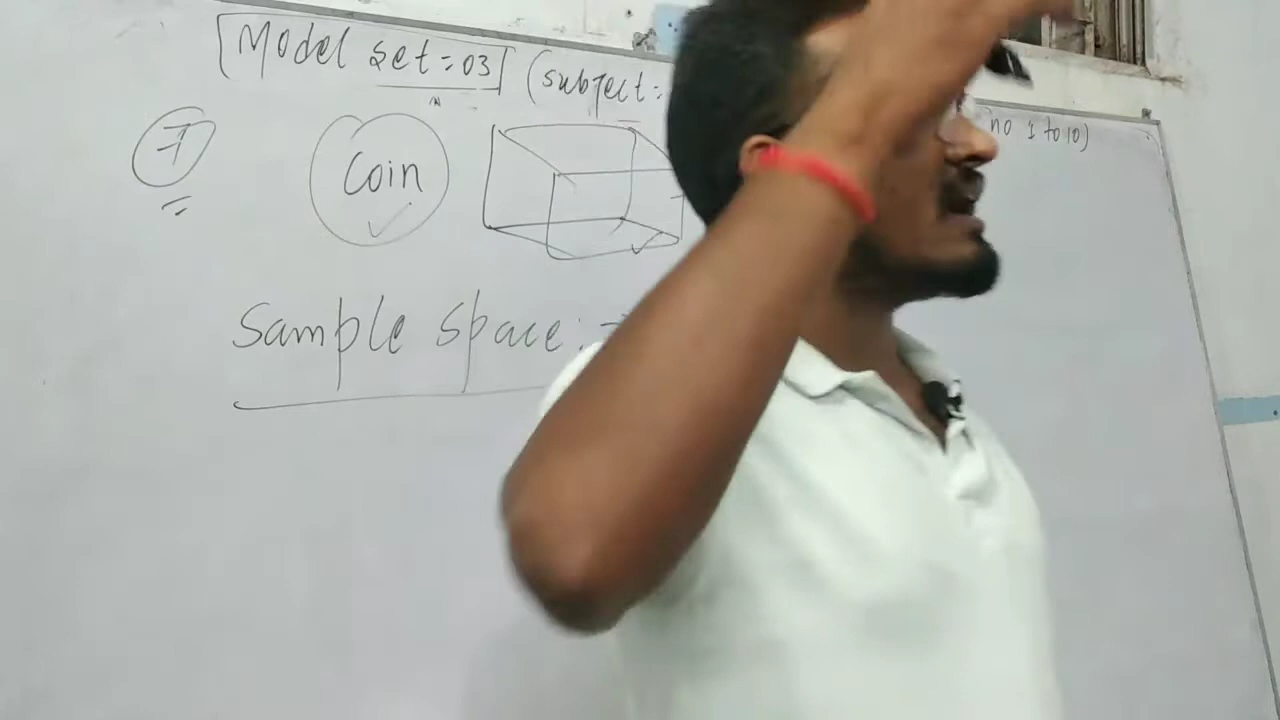 Model set=03 (subject: no 1 to 10)
7 Coin
Sample space: